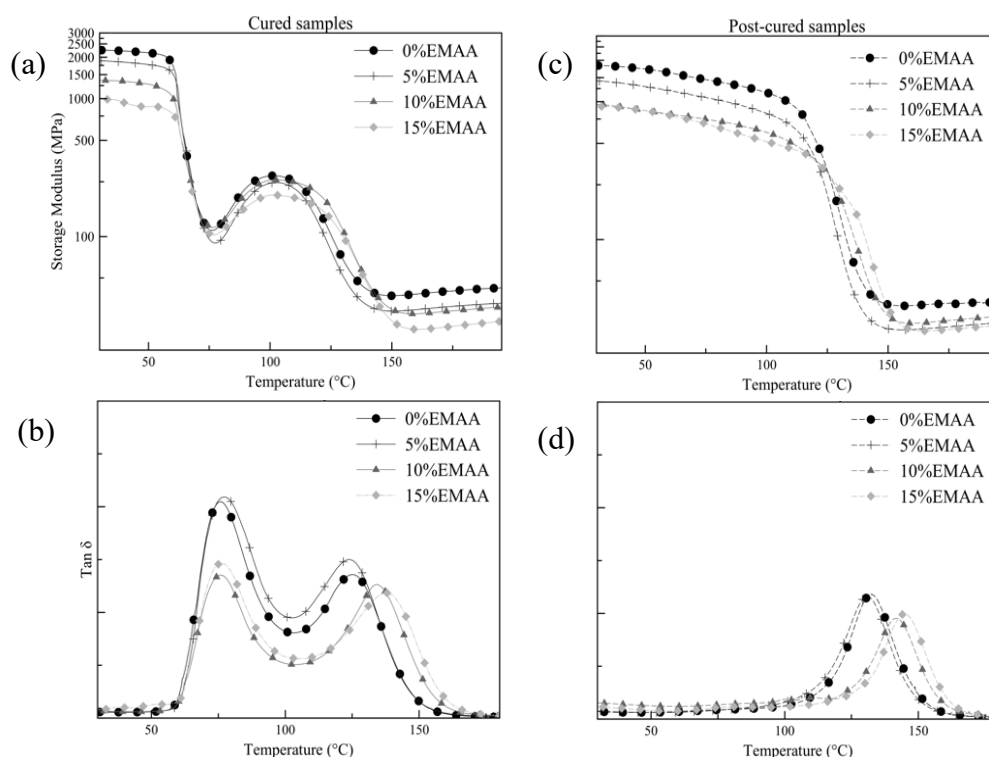 Cured samples
(a)
3000
2500
2000
1500
1000
500
100
Storage Modulus (MPa)
0%EMAA
5%EMAA
10%EMAA
15%EMAA
50
100
150
Temperature (°C)
Post-cured samples
(c)
0%EMAA
5%EMAA
10%EMAA
15%EMAA
50
100
150
Temperature (°C)
(b)
Tan δ
0%EMAA
5%EMAA
10%EMAA
15%EMAA
50
100
150
Temperature (°C)
(d)
0%EMAA
5%EMAA
10%EMAA
15%EMAA
50
100
150
Temperature (°C)